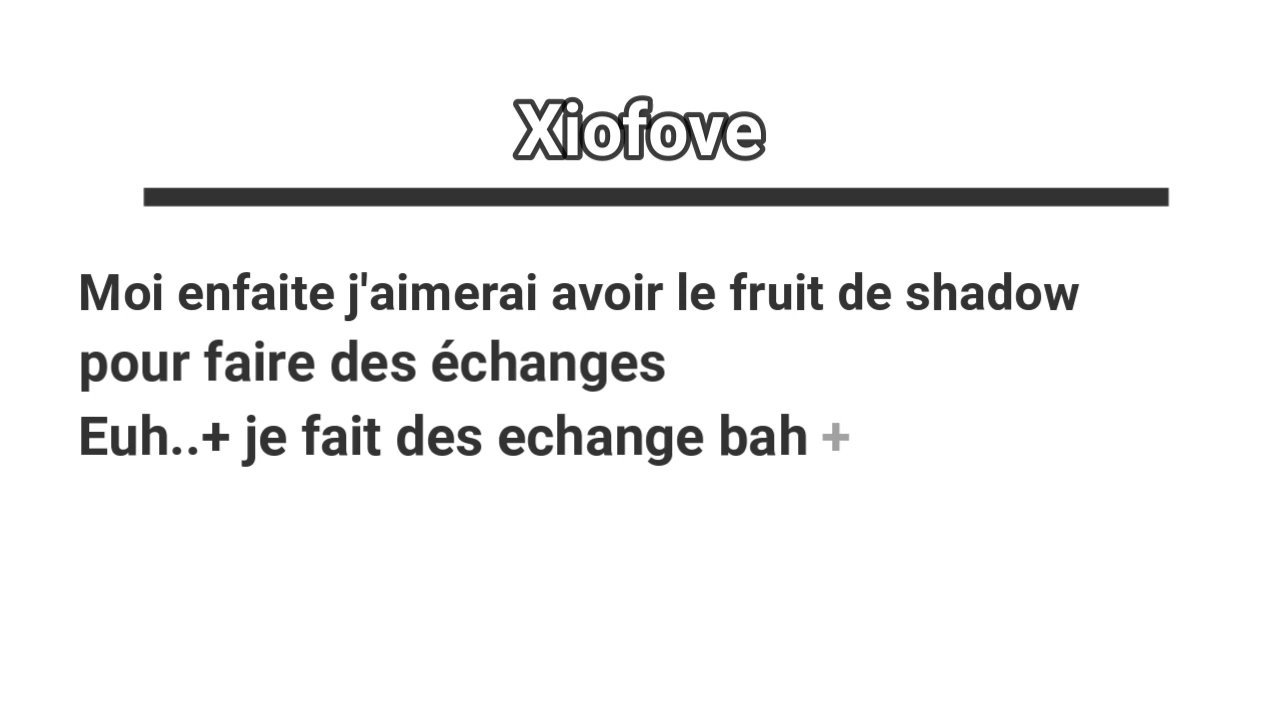 Xiofove
Moi enfaite j'aimerai avoir le fruit de shadow
pour faire des échanges
Euh..+ je fait des echange bah +